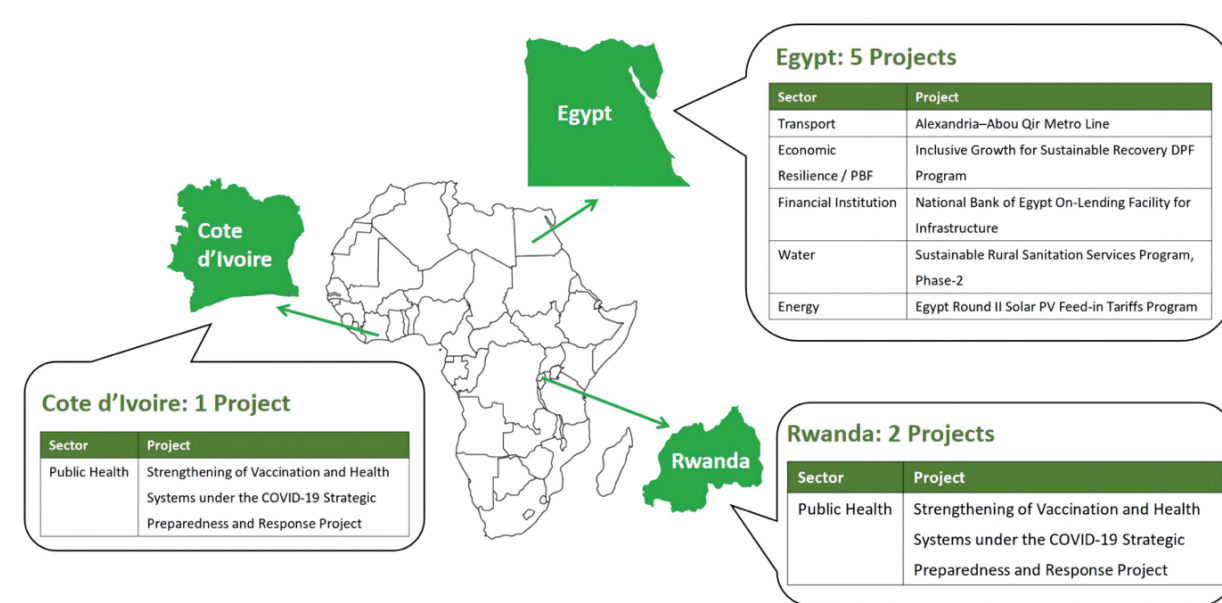 Egypt
Egypt: 5 Projects
Sector Project
Transport Alexandria–Abou Qir Metro Line
Economic Inclusive Growth for Sustainable Recovery DPF
Resilience / PBF Program
Financial Institution National Bank of Egypt On-Lending Facility for
Infrastructure
Water Sustainable Rural Sanitation Services Program,
Phase-2
Energy Egypt Round II Solar PV Feed-in Tariffs Program
Cote
d’Ivoire
Cote d’Ivoire: 1 Project
Sector Project
Public Health Strengthening of Vaccination and Health
Systems under the COVID-19 Strategic
Preparedness and Response Project
Rwanda
Rwanda: 2 Projects
Sector Project
Public Health Strengthening of Vaccination and Health
Systems under the COVID-19 Strategic
Preparedness and Response Project